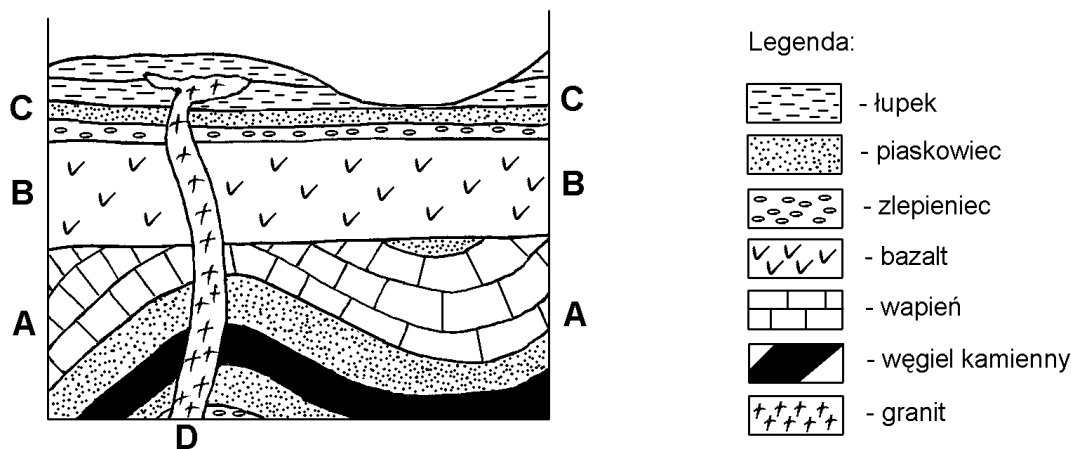 Legenda:
C
C
- łupek
- piaskowiec
B
B
- zlepieniec
- bazalt
A
A
- wapień
- węgiel kamienny
- granit
D